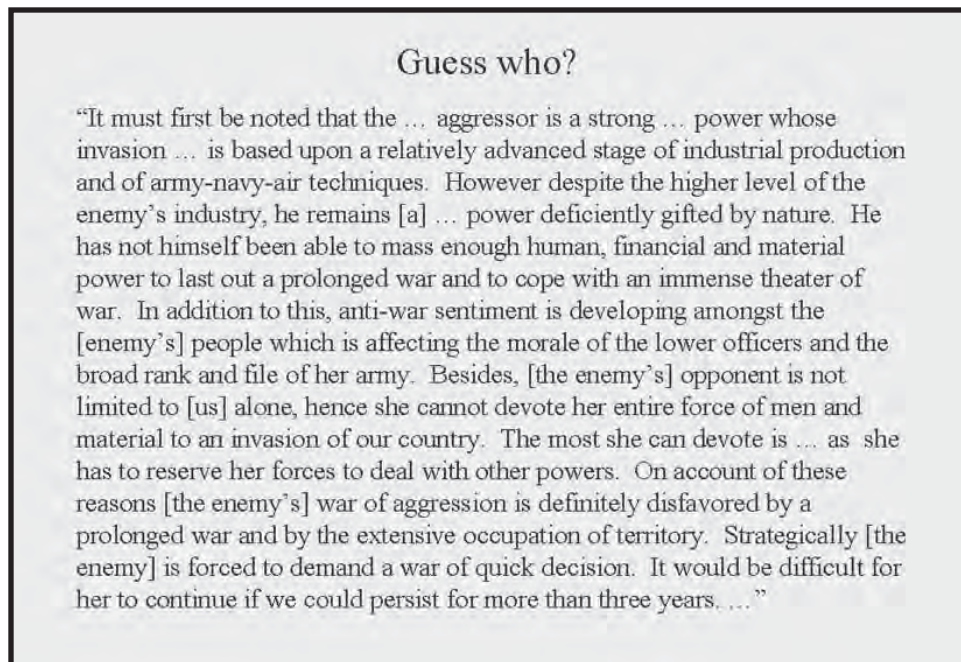 Guess who?
“It must first be noted that the … aggressor is a strong … power whose
invasion … is based upon a relatively advanced stage of industrial production
and of army-navy-air techniques.  However despite the higher level of the
enemy’s industry, he remains [a] … power deficiently gifted by nature.  He
has not himself been able to mass enough human, financial and material
power to last out a prolonged war and to cope with an immense theater of
war.  In addition to this, anti-war sentiment is developing amongst the
[enemy’s] people which is affecting the morale of the lower officers and the
broad rank and file of her army.  Besides, [the enemy’s] opponent is not
limited to [us] alone, hence she cannot devote her entire force of men and
material to an invasion of our country.  The most she can devote is … as  she
has to reserve her forces to deal with other powers.  On account of these
reasons [the enemy’s] war of aggression is definitely disfavored by a
prolonged war and by the extensive occupation of territory.  Strategically [the
enemy] is forced to demand a war of quick decision.  It would be difficult for
her to continue if we could persist for more than three years. …”